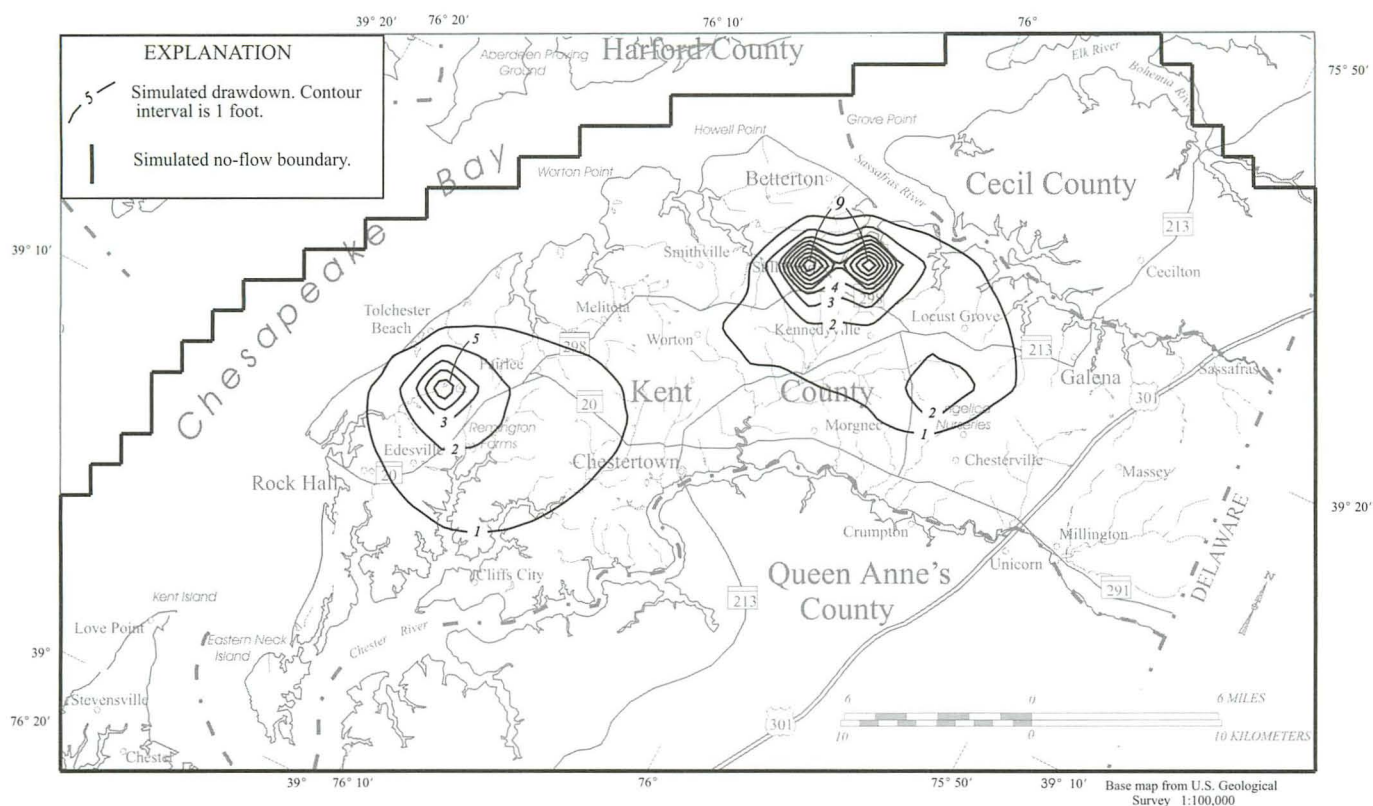 39° 20'
76° 20'
76° 10'
76°
EXPLANATION
5
Simulated drawdown. Contour
interval is 1 foot.
Simulated no-flow boundary.
Aberdeen Proving
Ground
Harford County
Elk River
Bohemia River
75° 50'
Howell Point
Grove Point
Chesapeake Bay
Worton Point
Betterton
Sassafras River
Cecil County
213
9
39° 10'
Smithville
Cecilton
Tolchester
Beach
Melitota
4
3
298
2
Kennedyville
Locust Grove
Worton
298
213
5
Fairlee
Kent
County
Galena
Sassafras
301
20
2
3
Remington
Farms
2
Edesville
Morgnec
1
Angelica
Nurseries
Rock Hall
20
Chestertown
Chesterville
Massey
39° 20'
1
Crumpton
Millington
Unicorn
DELAWARE
Cliffs City
Queen Anne's
County
213
291
N
Kent Island
Love Point
Eastern Neck
Island
Chester River
39°
Stevensville
6
0
6 MILES
76° 20'
301
10
0
10 KILOMETERS
Chester
39° 10'
76° 10'
76°
75° 50'
39° 10'
Base map from U.S. Geological
Survey 1:100,000